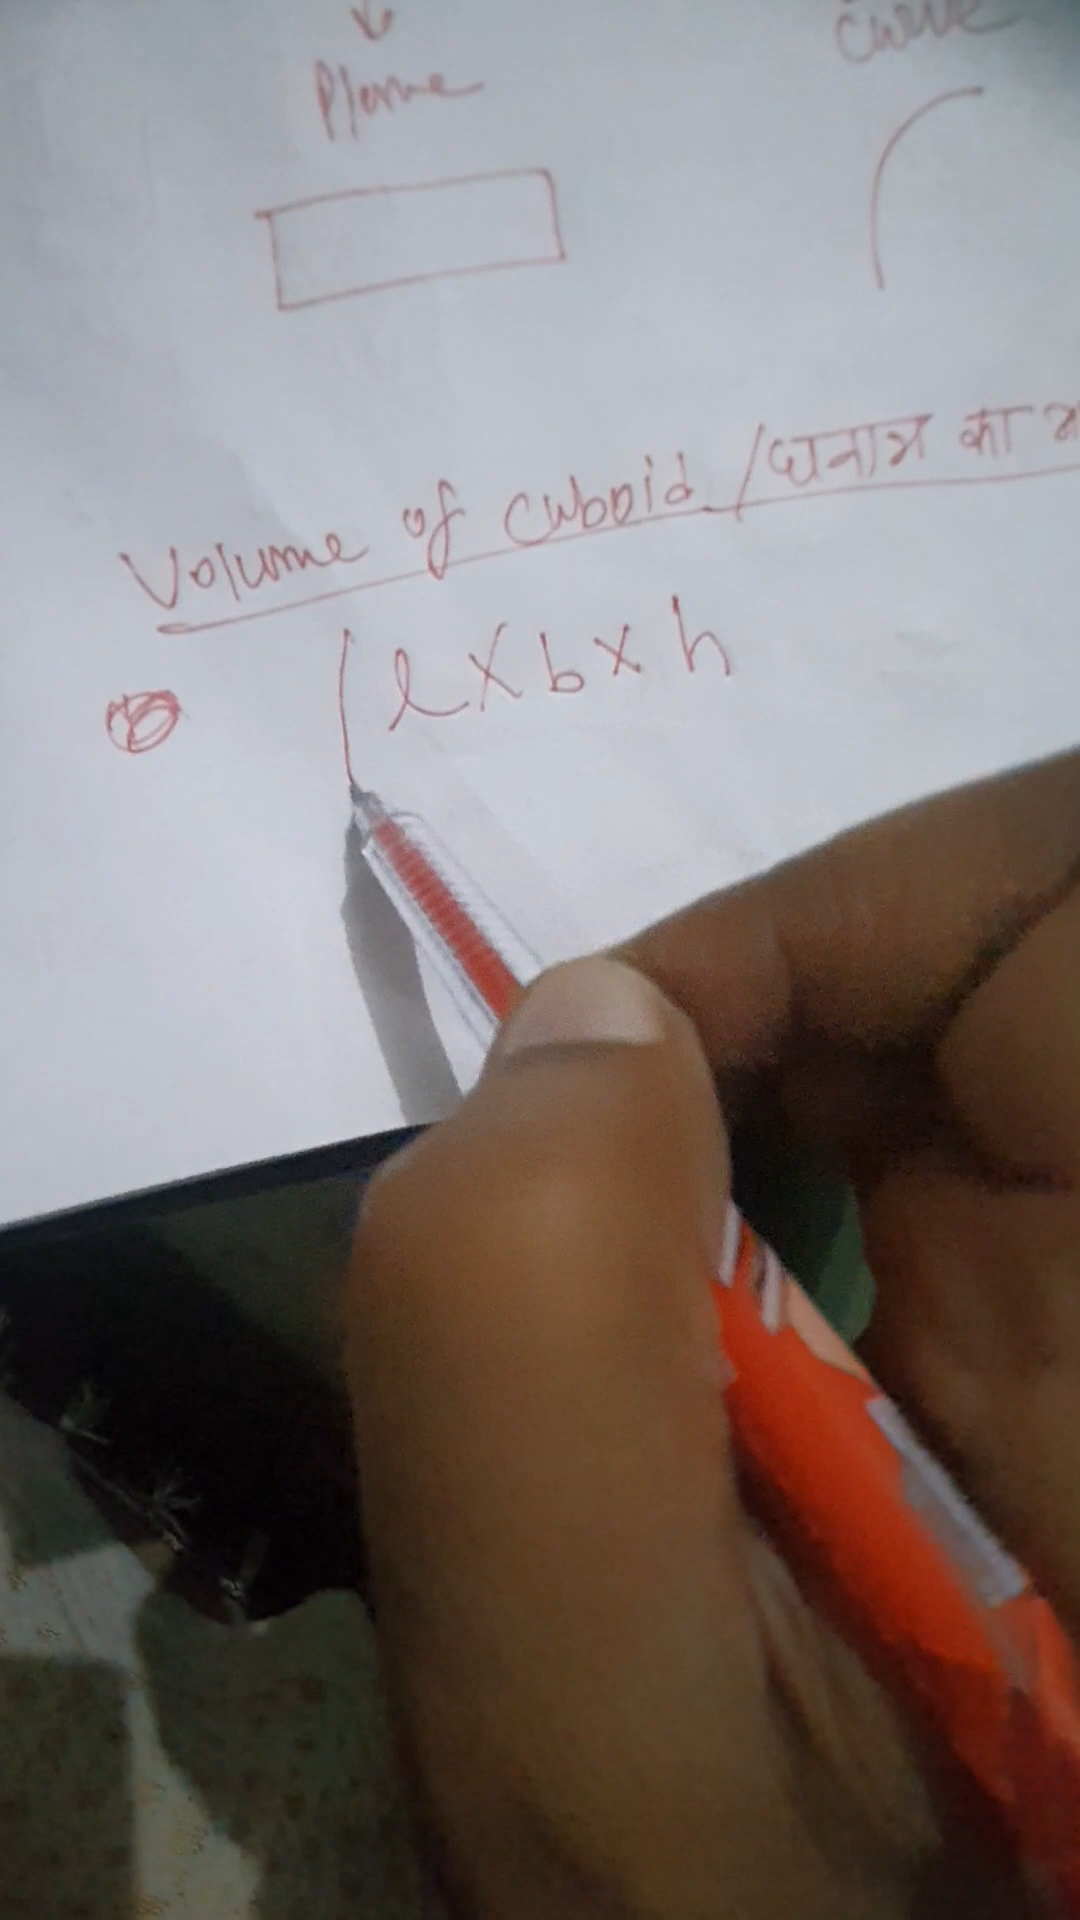 Plane
Curve
Volume of cuboid / घनाभ का
l × b × h